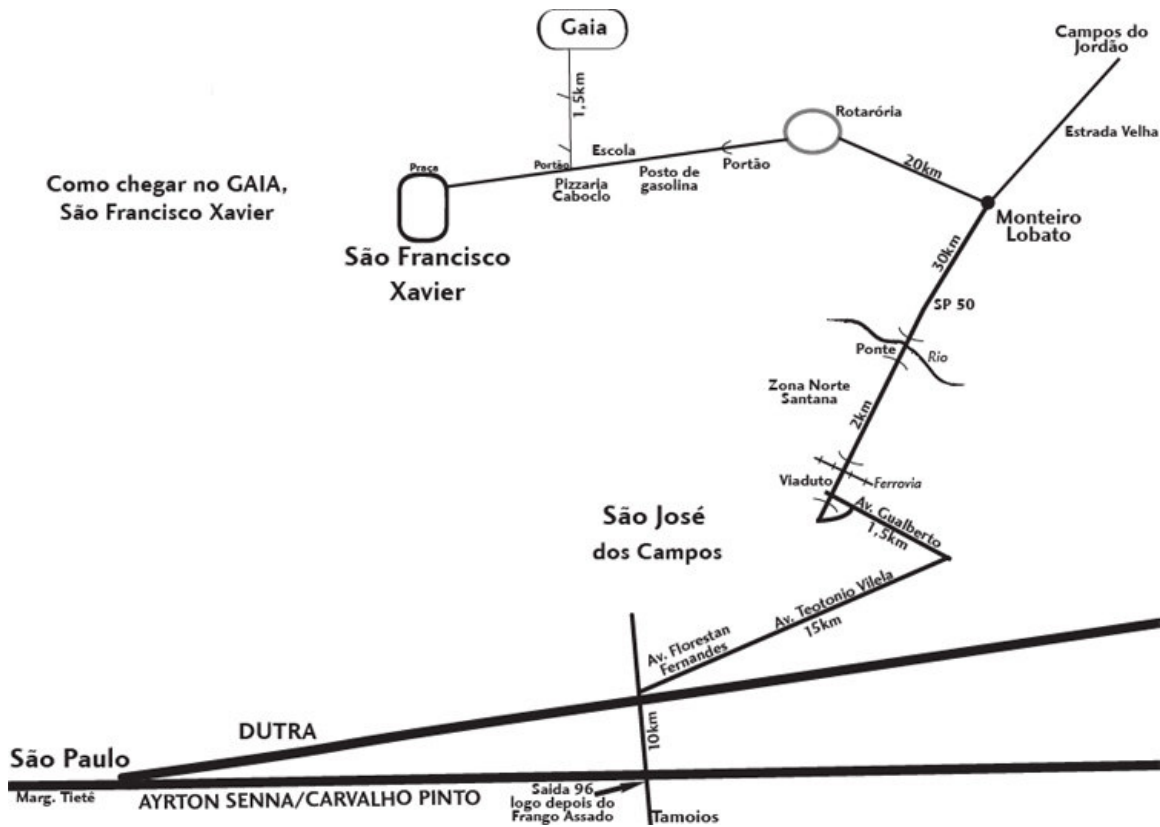 Gaia
1,5km
Campos do
Jordão
Estrada Velha
Rotarória
20km
Portão
Escola
Posto de
gasolina
Portão
Pizzaria
Caboclo
Praça
São Francisco
Xavier
Como chegar no GAIA,
São Francisco Xavier
Monteiro
Lobato
30km
SP 50
Ponte
Rio
Zona Norte
Santana
2km
Viaduto
Ferrovia
Av. Gualberto
1,5km
São José
dos Campos
Av. Teotonio Vilela
15km
Av. Florestan
Fernandes
10km
DUTRA
São Paulo
Marg. Tietê
AYRTON SENNA/CARVALHO PINTO
Saida 96
logo depois do
Frango Assado
Tamoios